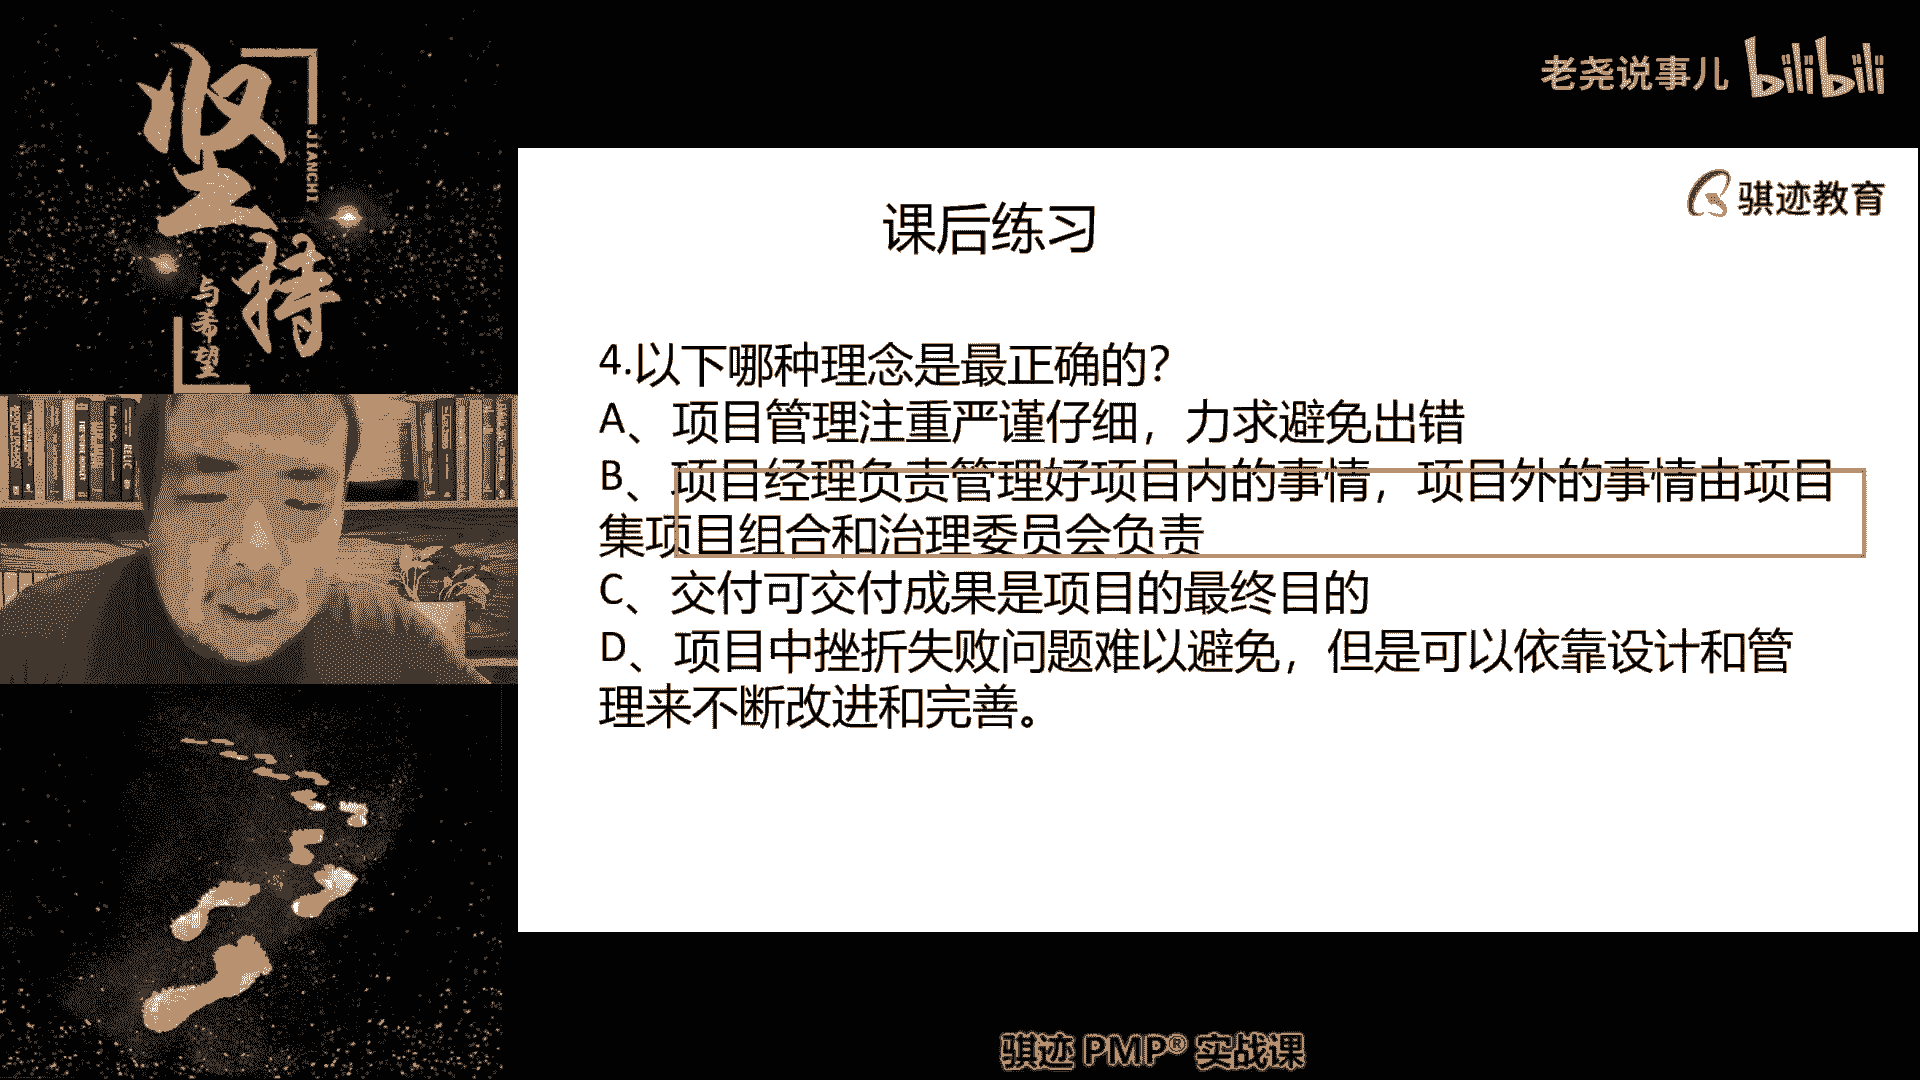 坚持
JIANCHI
与希望
老尧说事儿 bilibili
骐迹教育
课后练习
4.以下哪种理念是最正确的？
A、项目管理注重严谨仔细，力求避免出错
B、项目经理负责管理好项目内的事情，项目外的事情由项目
集项目组合和治理委员会负责
C、交付可交付成果是项目的最终目的
D、项目中挫折失败问题难以避免，但是可以依靠设计和管
理来不断改进和完善。
骐迹 PMP® 实战课